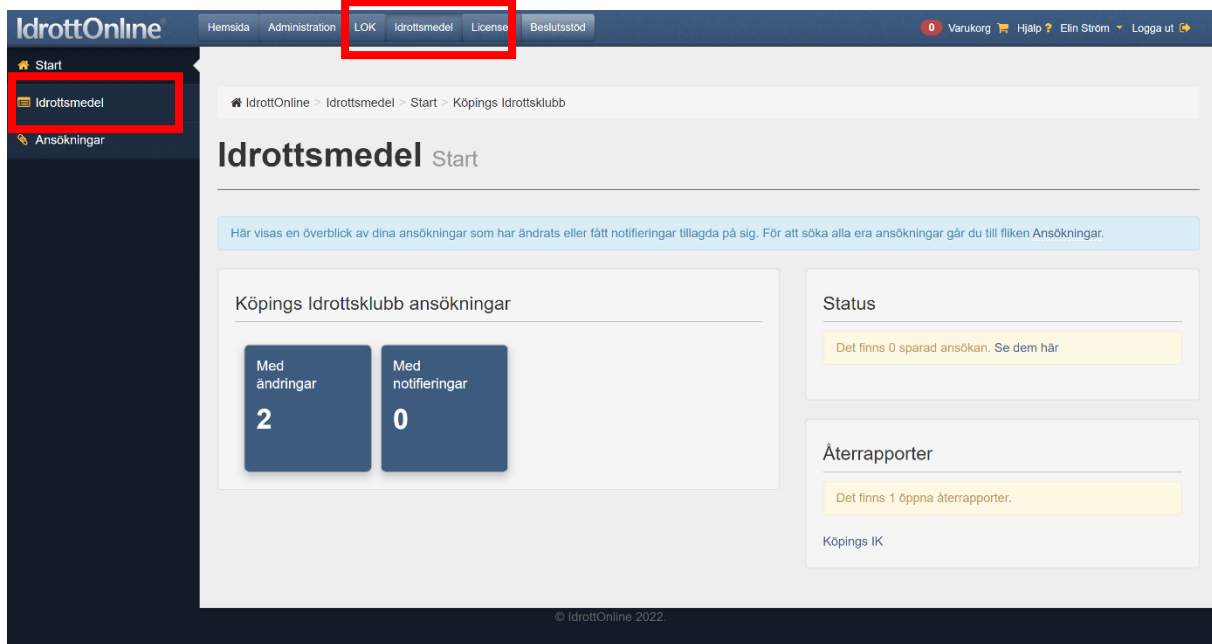 IdrottOnline
Hemsida Administration LOK Idrottsmedel License Beslutsstöd
0 Varukorg Hjälp ? Elin Ström Logga ut
Start
Idrottsmedel
Ansökningar
IdrottOnline > Idrottsmedel > Start > Köpings Idrottsklubb
Idrottsmedel Start
Här visas en överblick av dina ansökningar som har ändrats eller fått notifieringar tillagda på sig. För att söka alla era ansökningar går du till fliken Ansökningar.
Köpings Idrottsklubb ansökningar
Med
ändringar
2
Med
notifieringar
0
Status
Det finns 0 sparad ansökan. Se dem här
Återrapporter
Det finns 1 öppna återrapporter.
Köpings IK
© IdrottOnline 2022.